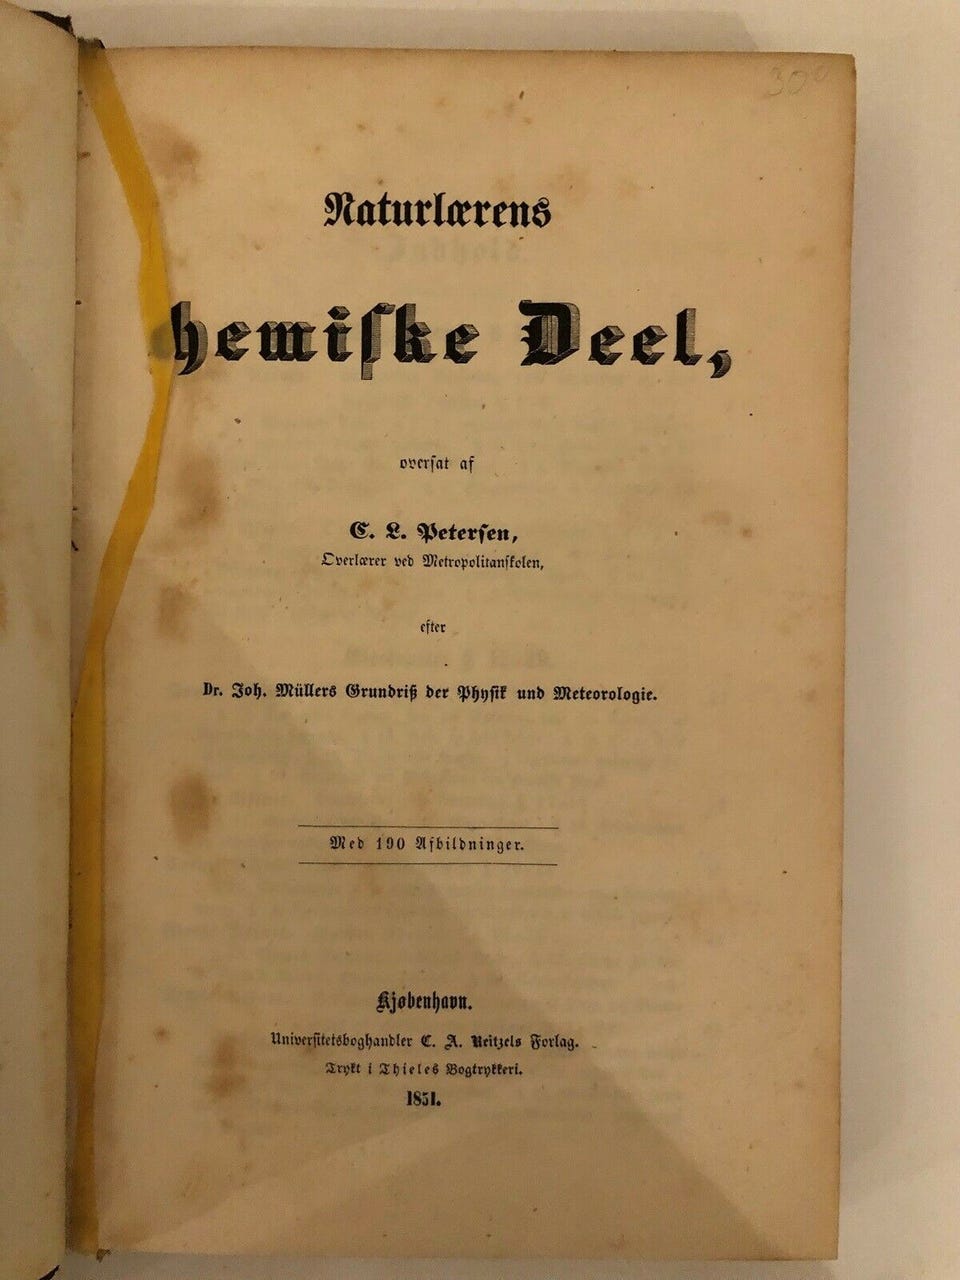 Naturlærens
hemiske Deel,
oversat af
C. L. Petersen,
Overlærer ved Metropolitanskolen,
efter
Dr. Joh. Müllers Grundriß der Physik und Meteorologie.
Med 190 Afbildninger.
Kjøbenhavn.
Universitetsboghandler C. A. Reitzels Forlag.
Trykt i Thieles Bogtrykkeri.
1851.